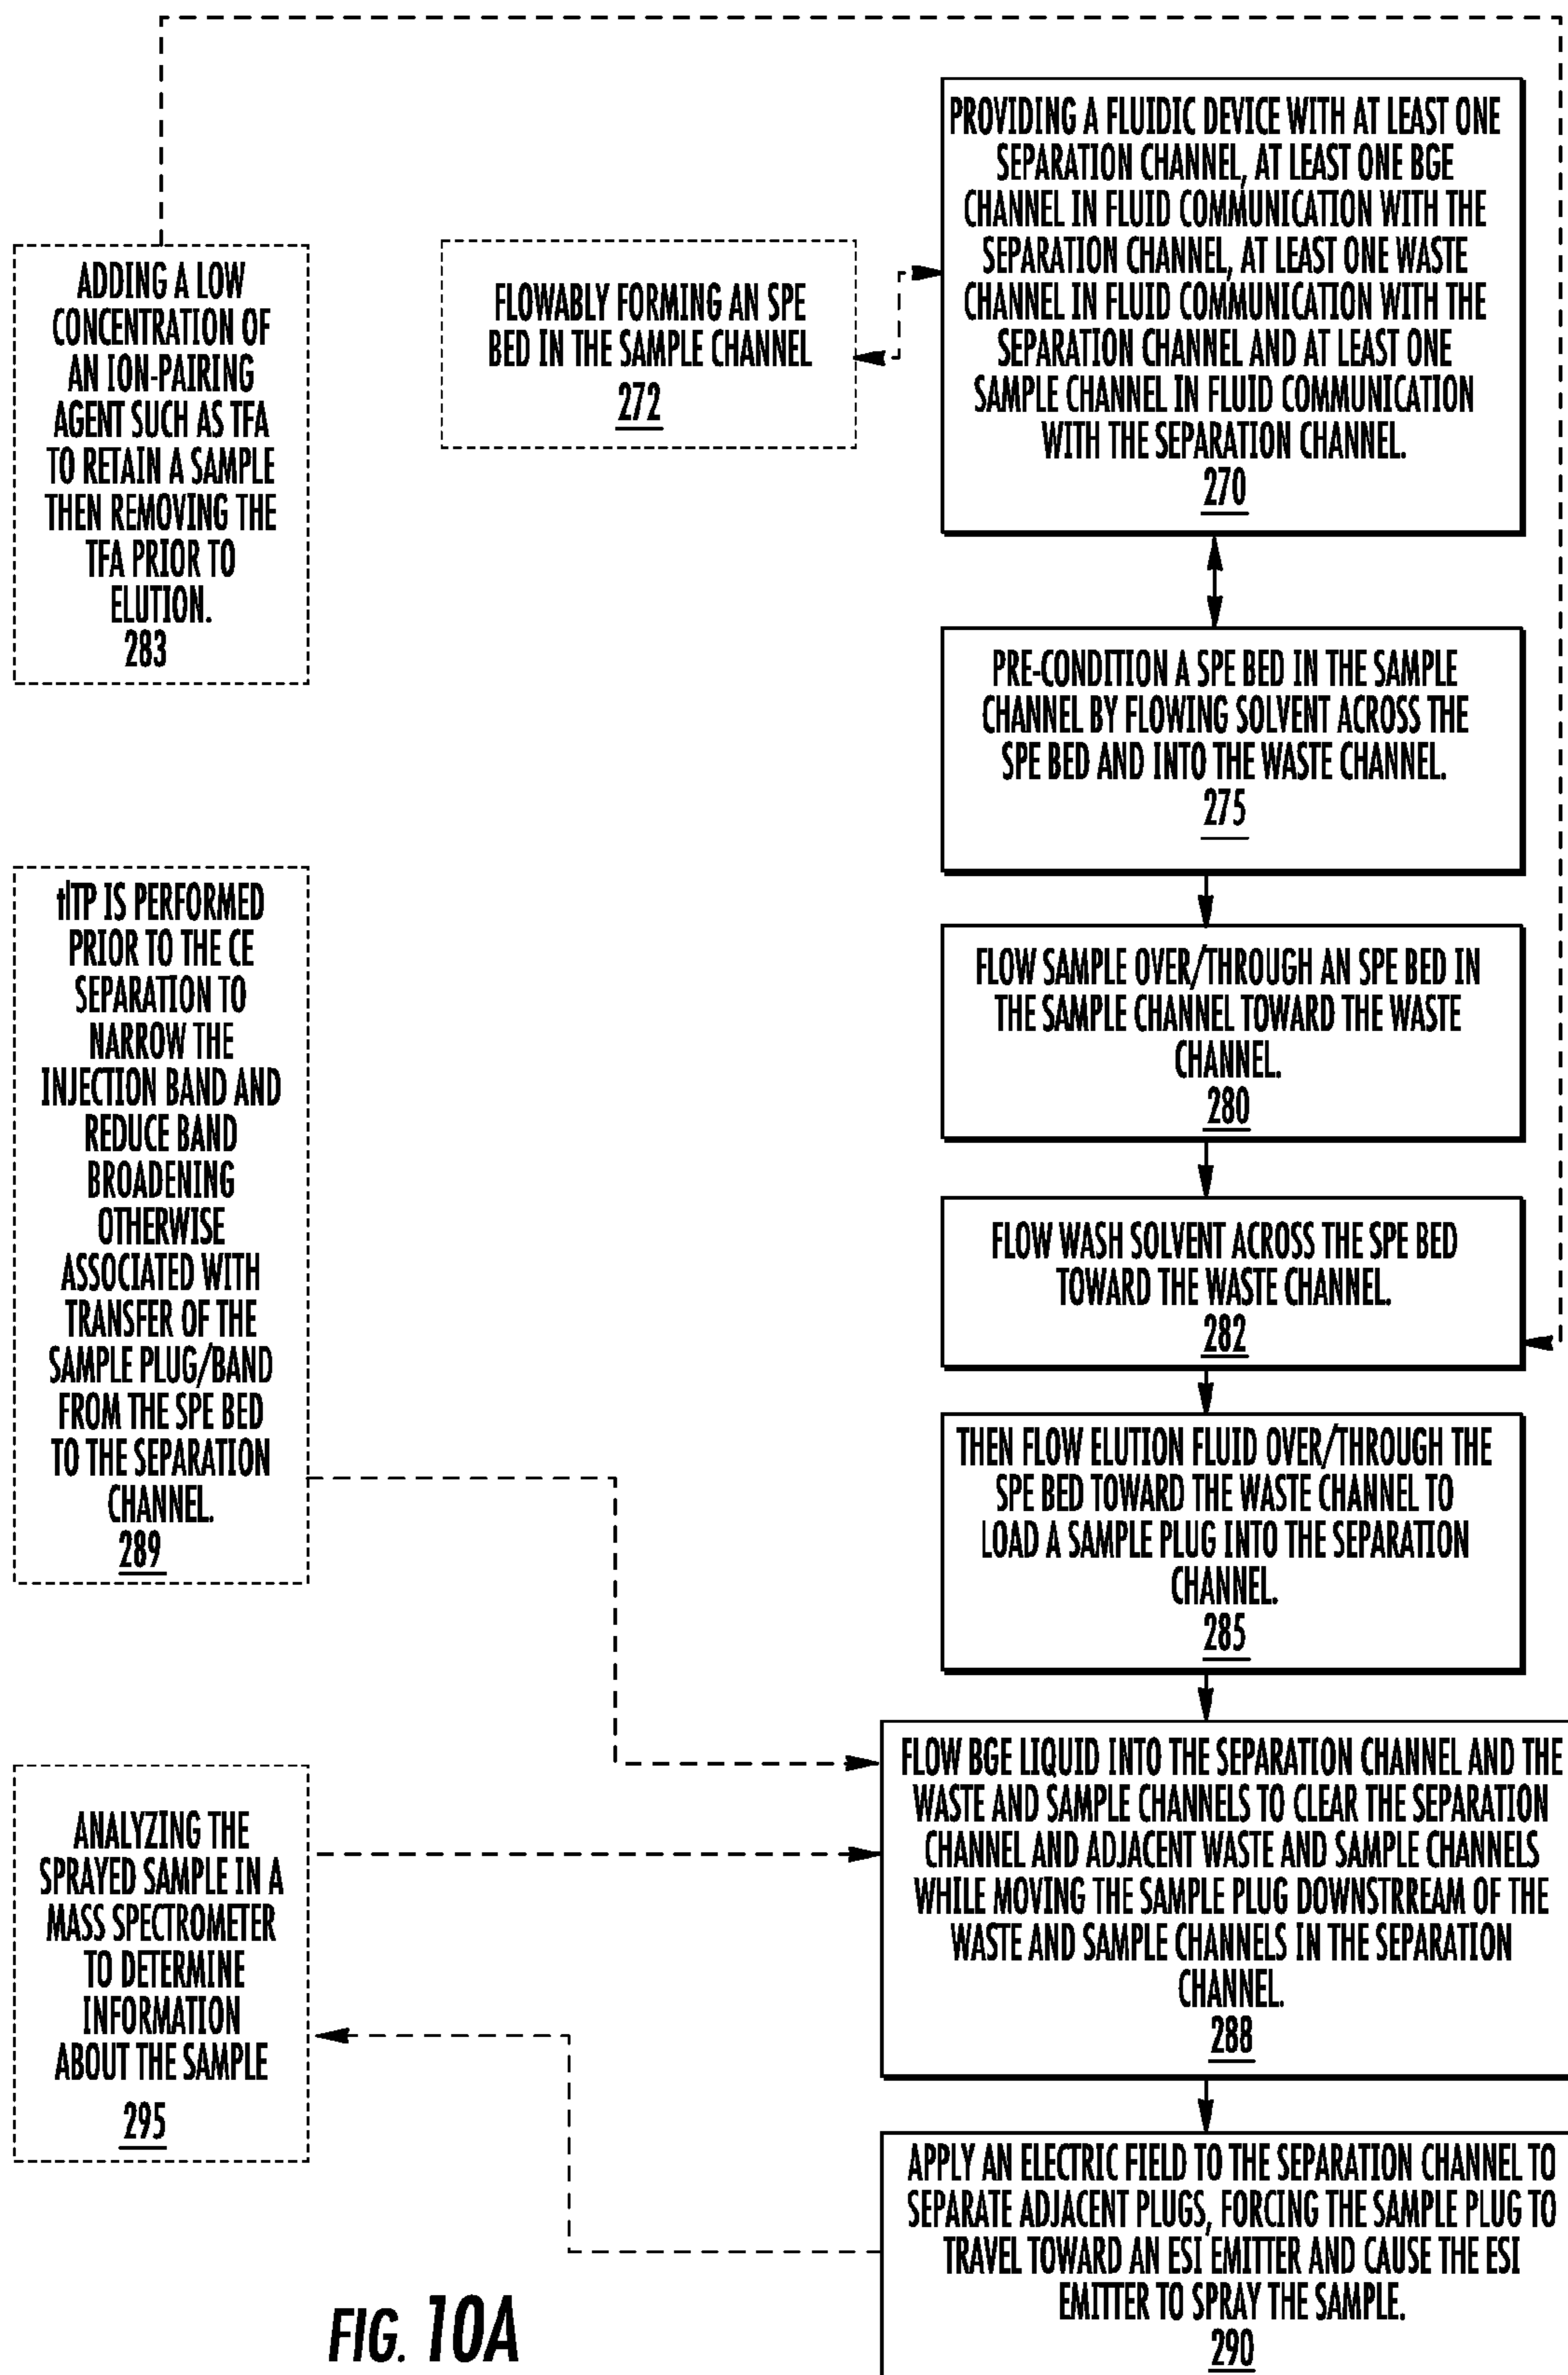 PROVIDING A FLUIDIC DEVICE WITH AT LEAST ONE
SEPARATION CHANNEL, AT LEAST ONE BGE
CHANNEL IN FLUID COMMUNICATION WITH THE
SEPARATION CHANNEL, AT LEAST ONE WASTE
CHANNEL IN FLUID COMMUNICATION WITH THE
SEPARATION CHANNEL AND AT LEAST ONE
SAMPLE CHANNEL IN FLUID COMMUNICATION
WITH THE SEPARATION CHANNEL.
270
ADDING A LOW
CONCENTRATION OF
AN ION-PAIRING
AGENT SUCH AS TFA
TO RETAIN A SAMPLE
THEN REMOVING THE
TFA PRIOR TO
ELUTION.
283
FLOWABLY FORMING AN SPE
BED IN THE SAMPLE CHANNEL
272
PRE-CONDITION A SPE BED IN THE SAMPLE
CHANNEL BY FLOWING SOLVENT ACROSS THE
SPE BED AND INTO THE WASTE CHANNEL.
275
FLOW SAMPLE OVER/THROUGH AN SPE BED IN
THE SAMPLE CHANNEL TOWARD THE WASTE
CHANNEL.
280
FLOW WASH SOLVENT ACROSS THE SPE BED
TOWARD THE WASTE CHANNEL.
282
THEN FLOW ELUTION FLUID OVER/THROUGH THE
SPE BED TOWARD THE WASTE CHANNEL TO
LOAD A SAMPLE PLUG INTO THE SEPARATION
CHANNEL.
285
tITP IS PERFORMED
PRIOR TO THE CE
SEPARATION TO
NARROW THE
INJECTION BAND AND
REDUCE BAND
BROADENING
OTHERWISE
ASSOCIATED WITH
TRANSFER OF THE
SAMPLE PLUG/BAND
FROM THE SPE BED
TO THE SEPARATION
CHANNEL.
289
FLOW BGE LIQUID INTO THE SEPARATION CHANNEL AND THE
WASTE AND SAMPLE CHANNELS TO CLEAR THE SEPARATION
CHANNEL AND ADJACENT WASTE AND SAMPLE CHANNELS
WHILE MOVING THE SAMPLE PLUG DOWNSTRREAM OF THE
WASTE AND SAMPLE CHANNELS IN THE SEPARATION
CHANNEL.
288
ANALYZING THE
SPRAYED SAMPLE IN A
MASS SPECTROMETER
TO DETERMINE
INFORMATION
ABOUT THE SAMPLE
295
APPLY AN ELECTRIC FIELD TO THE SEPARATION CHANNEL TO
SEPARATE ADJACENT PLUGS, FORCING THE SAMPLE PLUG TO
TRAVEL TOWARD AN ESI EMITTER AND CAUSE THE ESI
EMITTER TO SPRAY THE SAMPLE.
290
FIG. 10A